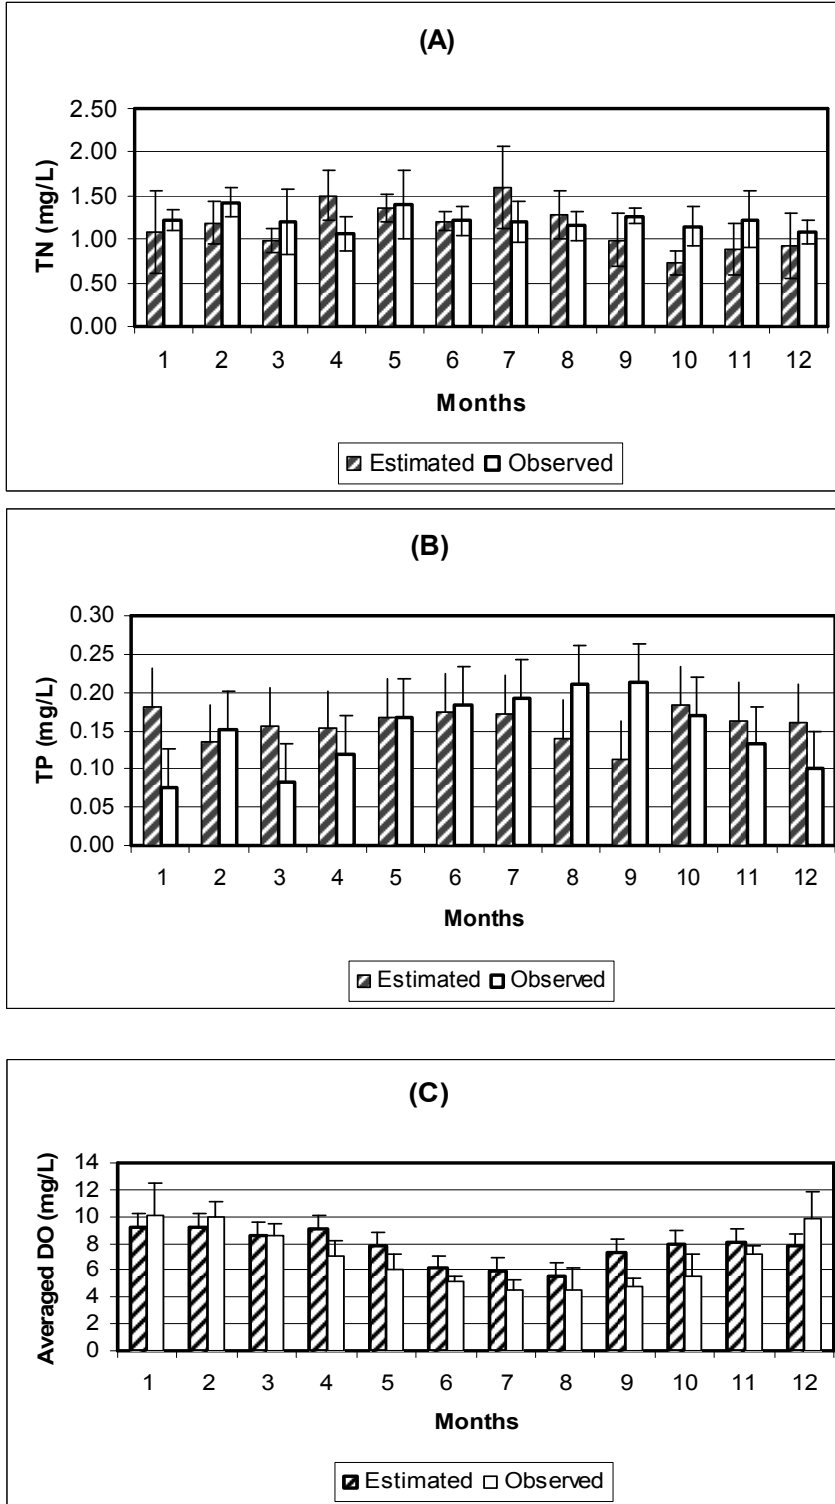 (A)
TN (mg/L)
2.50
2.00
1.50
1.00
0.50
0.00
1 2 3 4 5 6 7 8 9 10 11 12
Months
Estimated Observed
(B)
TP (mg/L)
0.30
0.25
0.20
0.15
0.10
0.05
0.00
1 2 3 4 5 6 7 8 9 10 11 12
Months
Estimated Observed
(C)
Averaged DO (mg/L)
14
12
10
8
6
4
2
0
1 2 3 4 5 6 7 8 9 10 11 12
Months
Estimated Observed